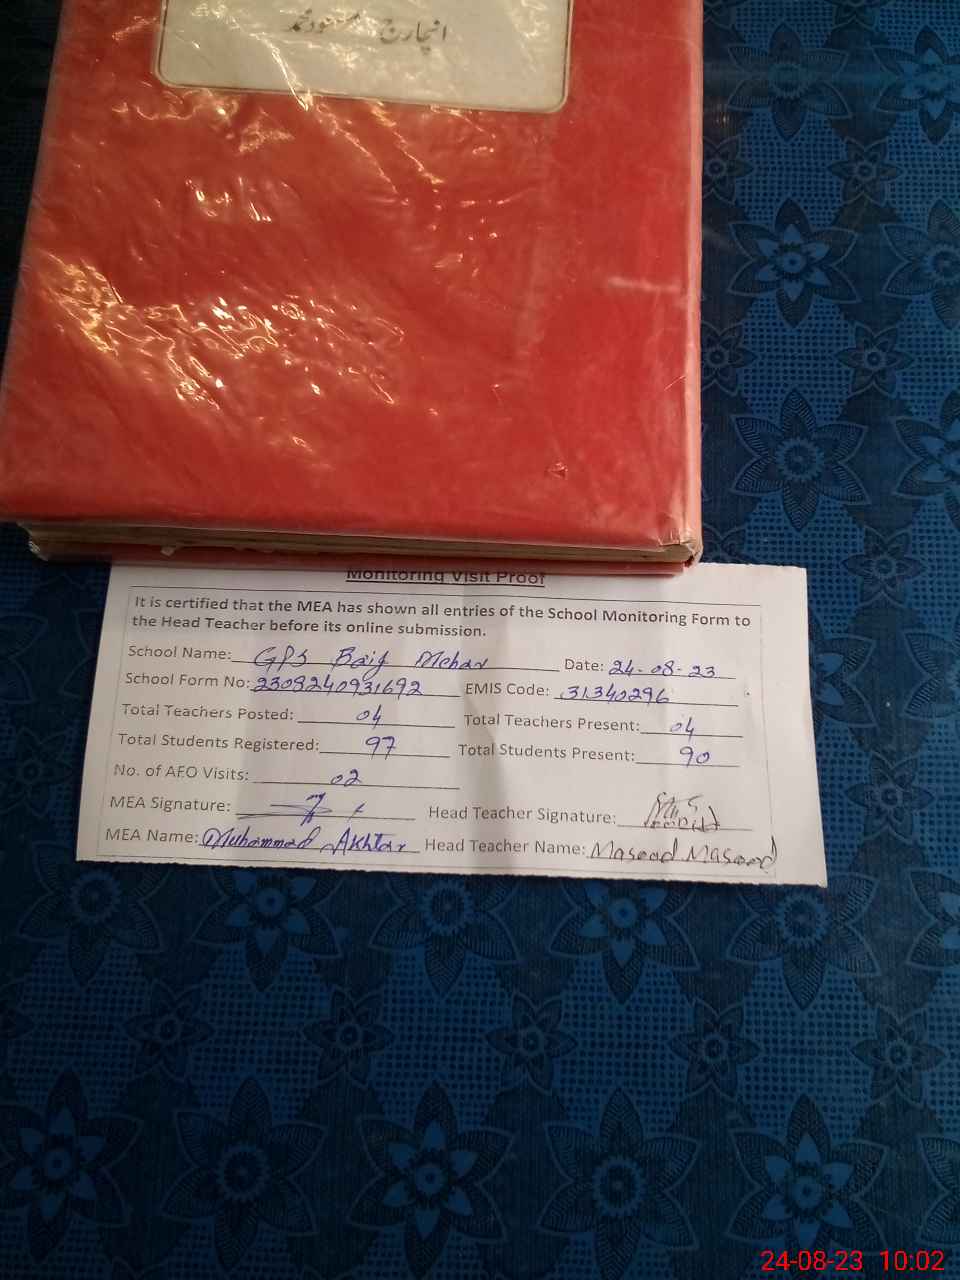 انچارج مسعود محمد
Monitoring Visit Proof
It is certified that the MEA has shown all entries of the School Monitoring Form to
the Head Teacher before its online submission.
School Name: GPS Baig Mehar Date: 24-08-23
School Form No: 2308240931692 EMIS Code: 31340296
Total Teachers Posted: 04 Total Teachers Present: 04
Total Students Registered: 97 Total Students Present: 90
No. of AEO Visits: 02
MEA Signature: Head Teacher Signature:
MEA Name: Muhammad Akhtar Head Teacher Name: Masood Masood
24-08-23 10:02